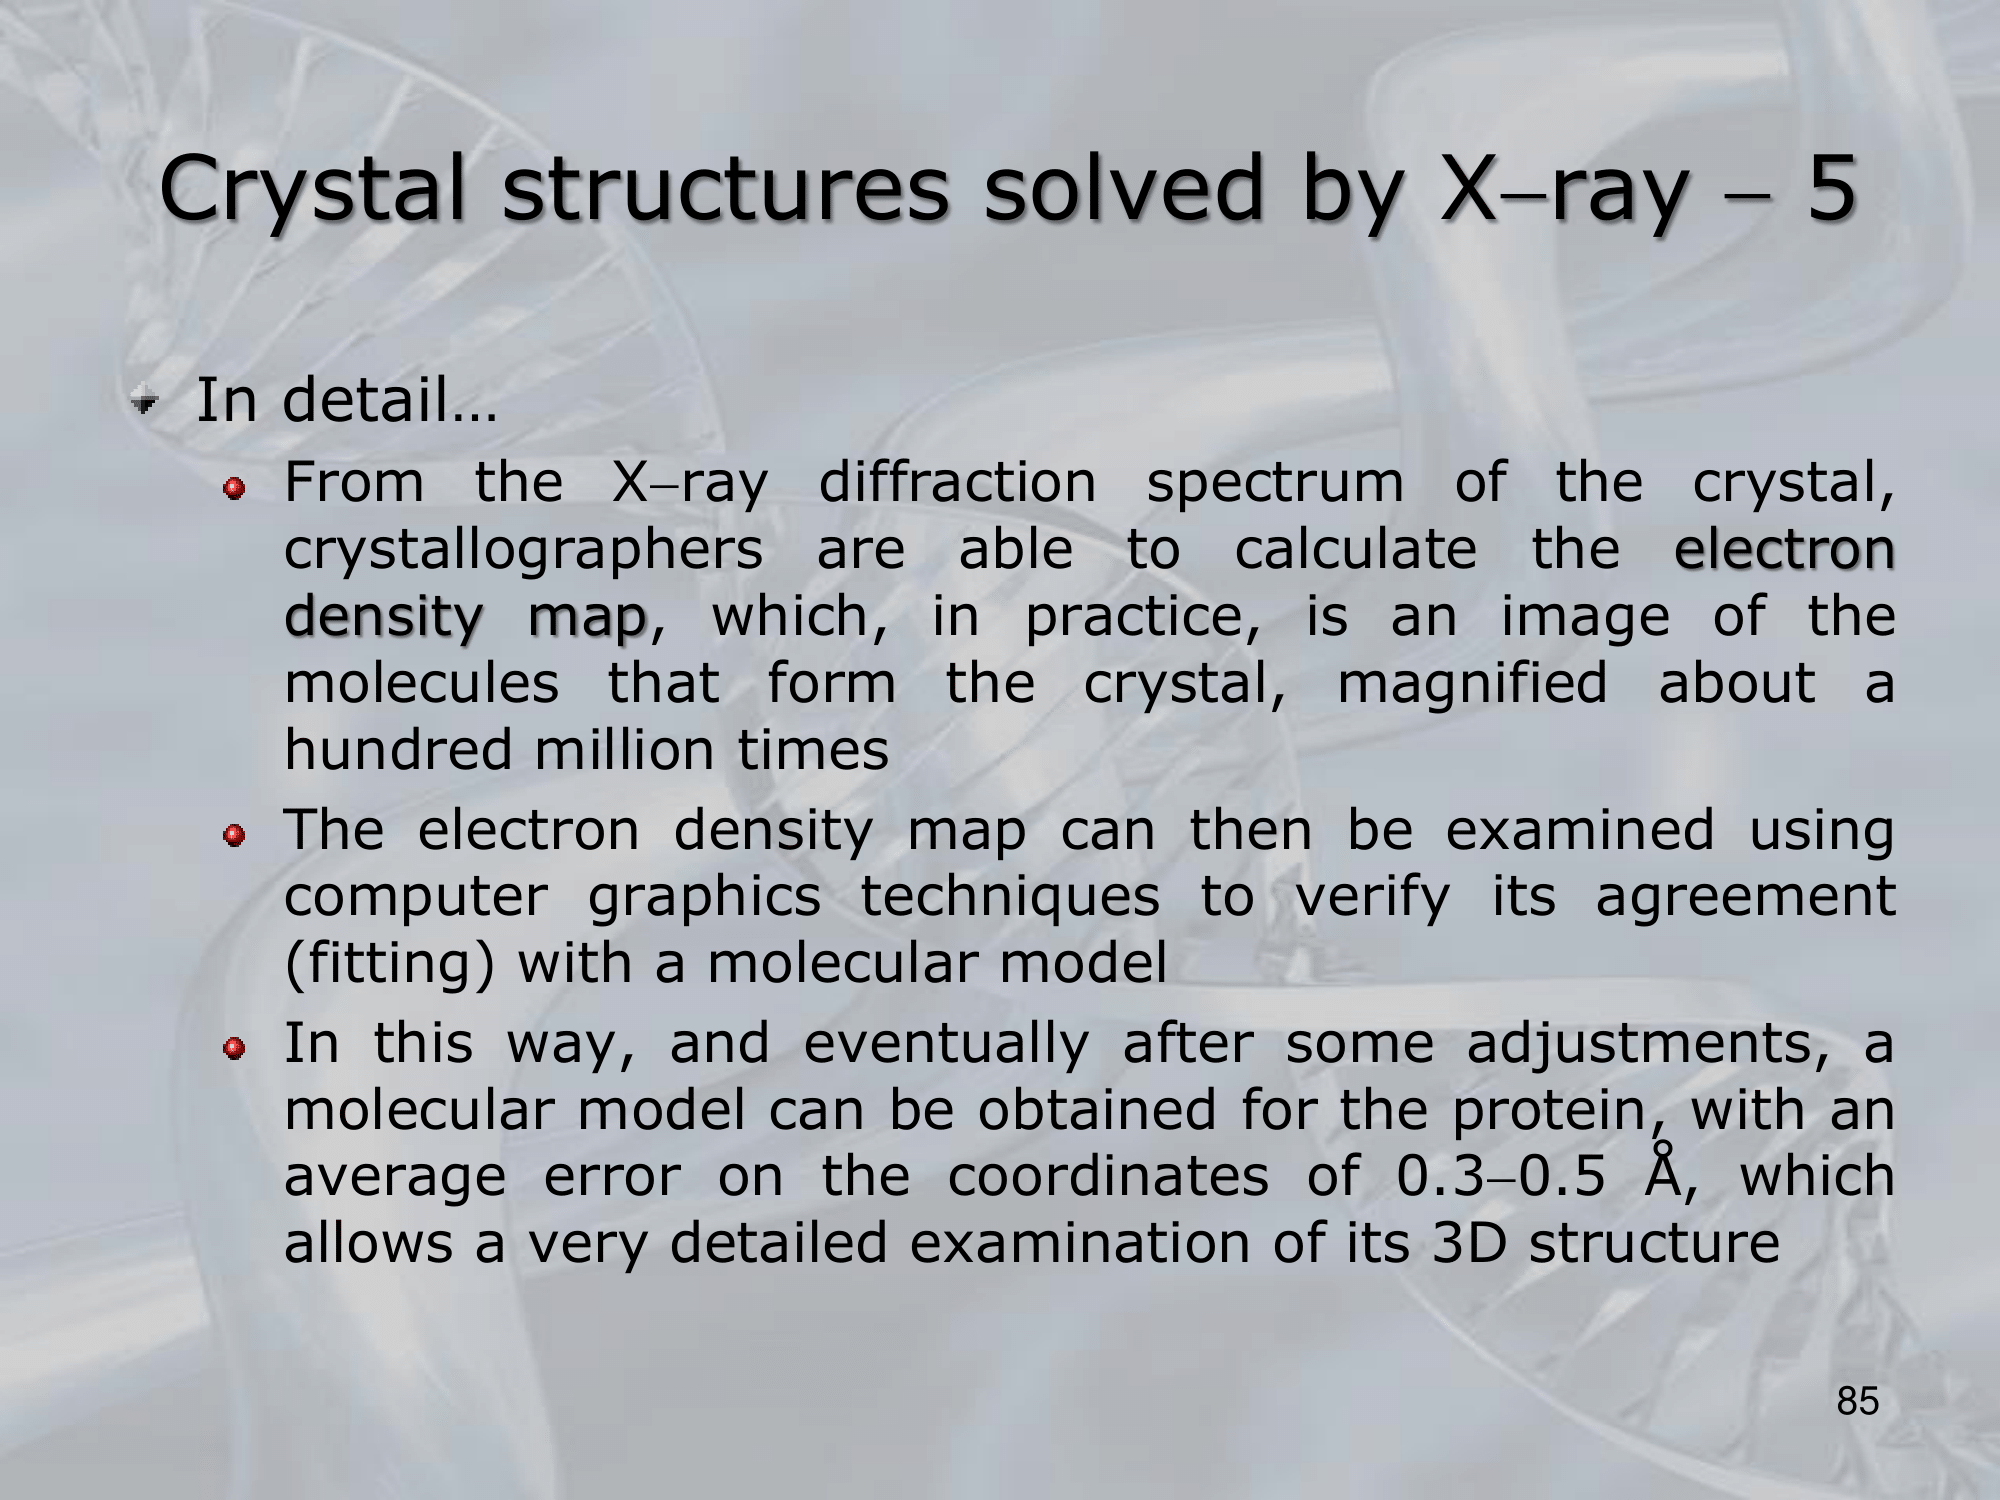 Crystal structures solved by X–ray – 5
In detail…
From the X–ray diffraction spectrum of the crystal,
crystallographers are able to calculate the electron
density map, which, in practice, is an image of the
molecules that form the crystal, magnified about a
hundred million times
The electron density map can then be examined using
computer graphics techniques to verify its agreement
(fitting) with a molecular model
In this way, and eventually after some adjustments, a
molecular model can be obtained for the protein, with an
average error on the coordinates of 0.3–0.5 Å, which
allows a very detailed examination of its 3D structure
85